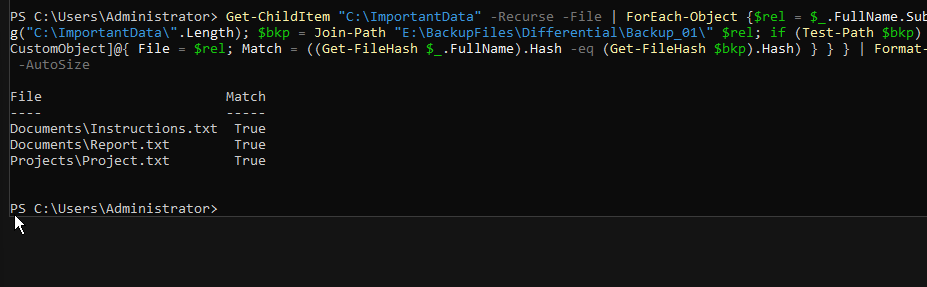 PS C:\Users\Administrator> Get-ChildItem "C:\ImportantData" -Recurse -File | ForEach-Object {$rel = $_.FullName.Sub
g("C:\ImportantData\".Length); $bkp = Join-Path "E:\BackupFiles\Differential\Backup_01\" $rel; if (Test-Path $bkp)
CustomObject]@{ File = $rel; Match = ((Get-FileHash $_.FullName).Hash -eq (Get-FileHash $bkp).Hash) } } } | Format-
-AutoSize
File Match
---- -----
Documents\Instructions.txt True
Documents\Report.txt True
Projects\Project.txt True
PS C:\Users\Administrator>